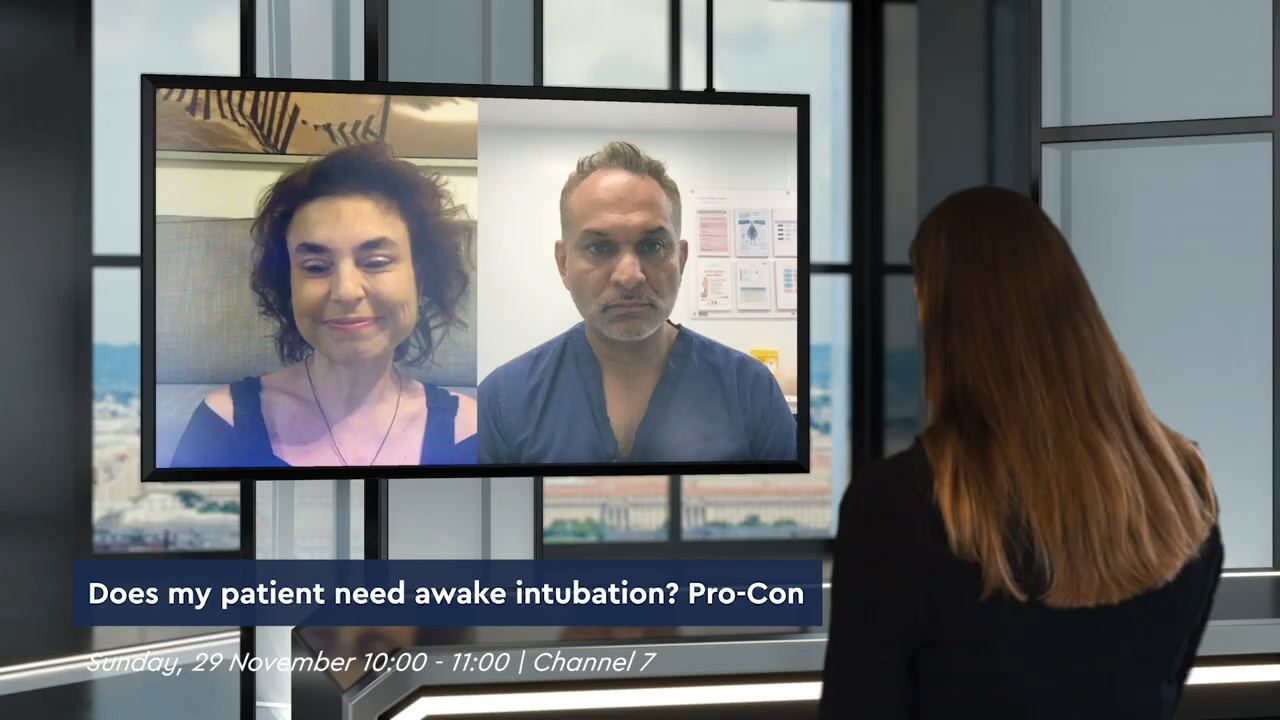 Does my patient need awake intubation? Pro-Con
Sunday, 29 November 10:00 - 11:00 | Channel 7